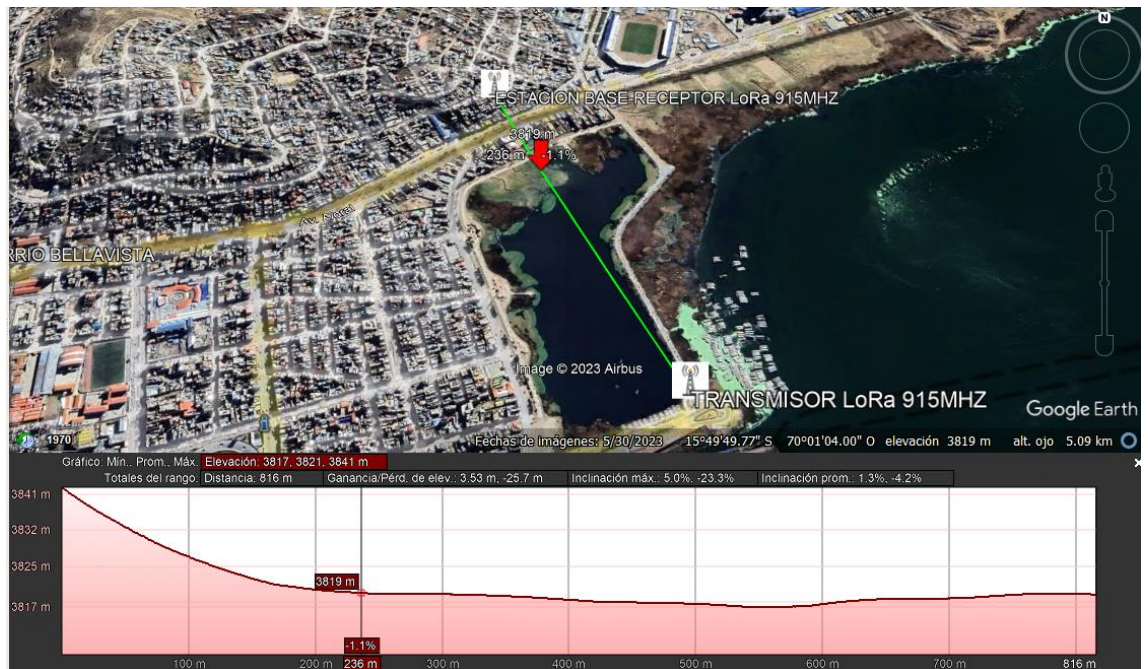 N
ESTACION BASE-RECEPTOR LoRa 915MHZ
3819 m
236 m -1.1%
Av. Floral
RRIO BELLAVISTA
Image © 2023 Airbus
TRANSMISOR LoRa 915MHZ
Google Earth
1970
Fechas de imágenes: 5/30/2023 15°49'49.77" S 70°01'04.00" O elevación 3819 m alt. ojo 5.09 km
Gráfico: Mín., Prom., Máx. Elevación: 3817, 3821, 3841 m
Totales del rango: Distancia: 816 m Ganancia/Pérd. de elev.: 3.53 m, -25.7 m Inclinación máx.: 5.0%, -23.3% Inclinación prom.: 1.3%, -4.2%
3841 m
3832 m
3825 m
3819 m
3817 m
-1.1%
100 m 200 m 236 m 300 m 400 m 500 m 600 m 700 m 816 m